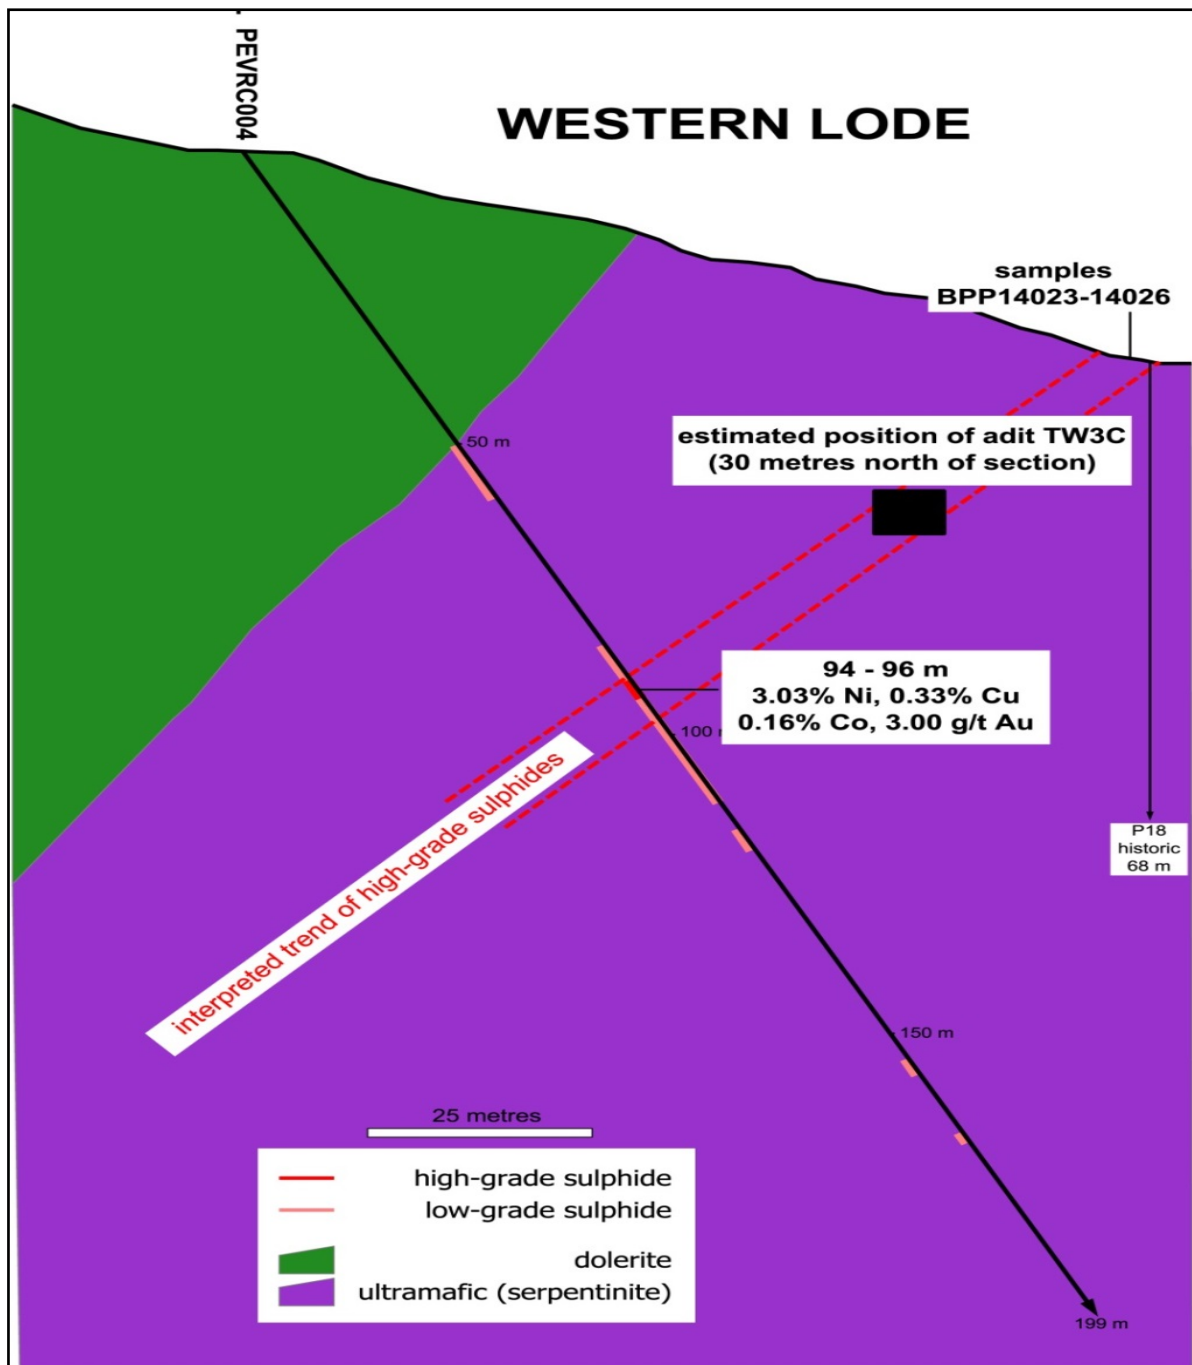 PEVRC004
WESTERN LODE
samples
BPP14023-14026
estimated position of adit TW3C
(30 metres north of section)
50 m
94 - 96 m
3.03% Ni, 0.33% Cu
0.16% Co, 3.00 g/t Au
100
interpreted trend of high-grade sulphides
P18
historic
68 m
150 m
25 metres
high-grade sulphide
low-grade sulphide
dolerite
ultramafic (serpentinite)
199 m